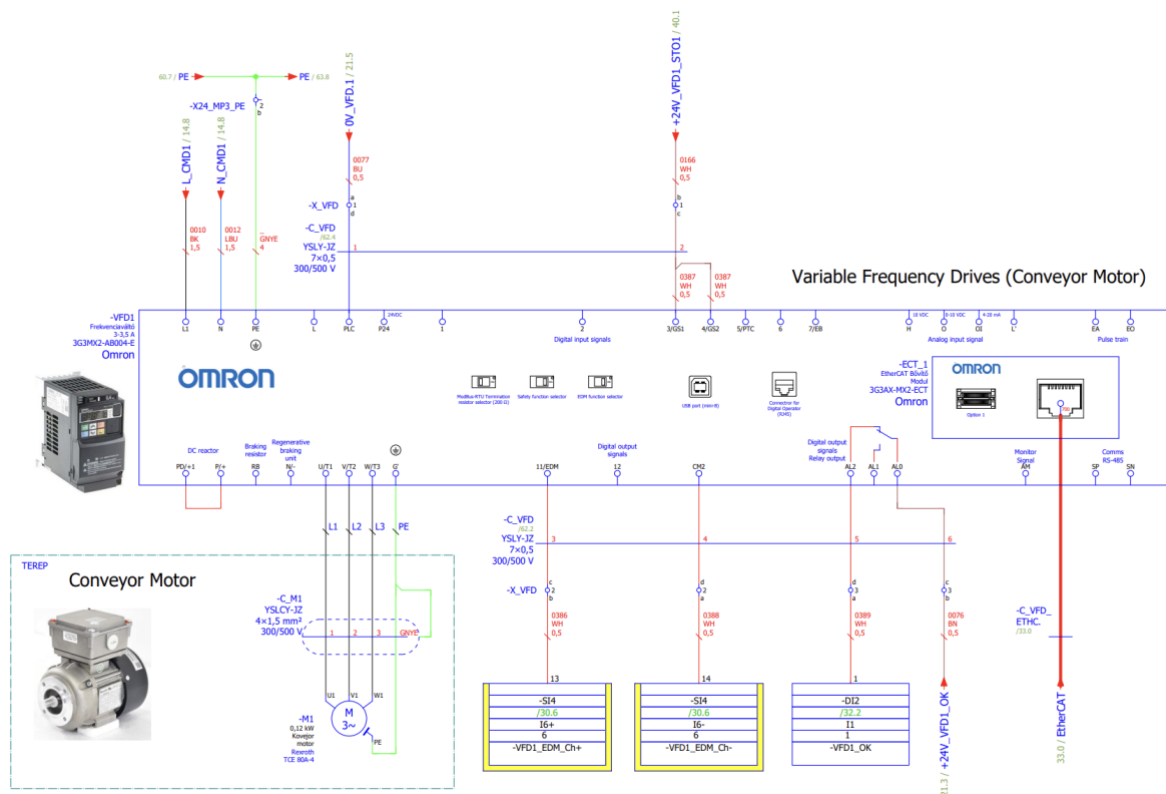 60.7 / PE
PE / 63.8
-X24_MP3_PE
2
b
L_CMD1 / 14.8
N_CMD1 / 14.8
0V_VFD.1 / 21.5
+24V_VFD1_STO1 / 40.1
0010
BK
1,5
0012
LBU
1,5
GNYE
4
0077
BU
0,5
0166
WH
0,5
-X_VFD
a
1
d
b
1
c
-C_VFD
/62.4
YSLY-JZ
7×0,5
300/500 V
1
2
0387
WH
0,5
0387
WH
0,5
Variable Frequency Drives (Conveyor Motor)
-VFD1
Frekvenciaváltó
3-3,5 A
3G3MX2-AB004-E
Omron
L1
N
PE
L
PLC
24VDC
P24
1
2
Digital input signals
3/GS1
4/GS2
5/PTC
6
7/EB
10 VDC
H
0-10 VDC
O
4-20 mA
OI
L'
Analog input signal
EA
EO
Pulse train
OMRON
Modbus-RTU Termination
resistor selector (200 Ω)
Safety function selector
EDM function selector
USB port (mini-B)
Connector for
Digital Operator
(RJ45)
-ECT_1
EtherCAT Bővítő
Modul
3G3AX-MX2-ECT
Omron
OMRON
Option 1
DC reactor
PD/+1
P/+
Braking
resistor
RB
Regenerative
braking
unit
N/-
U/T1
V/T2
W/T3
G'
Digital output
signals
11/EDM
12
CM2
Digital output
signals
Relay output
AL2
AL1
AL0
Monitor
Signal
AM
Comms
RS-485
SP
SN
L1
L2
L3
PE
-C_VFD
/62.2
YSLY-JZ
7×0,5
300/500 V
3
4
5
6
-X_VFD
c
2
b
d
2
a
d
3
a
c
3
b
0386
WH
0,5
0388
WH
0,5
0389
WH
0,5
0076
BN
0,5
-C_VFD_
ETHC.
/33.0
TEREP
Conveyor Motor
-C_M1
YSLCY-JZ
4×1,5 mm²
300/500 V
1
2
3
GNYE
U1
V1
W1
M
3~
PE
-M1
0,12 kW
Kovejor
motor
Rexroth
TCE 80A-4
13
-SI4
/30.6
I6+
6
-VFD1_EDM_Ch+
14
-SI4
/30.6
I6-
6
-VFD1_EDM_Ch-
1
-DI2
/32.2
I1
1
-VFD1_OK
21.3 / +24V_VFD1_OK
33.0 / EtherCAT